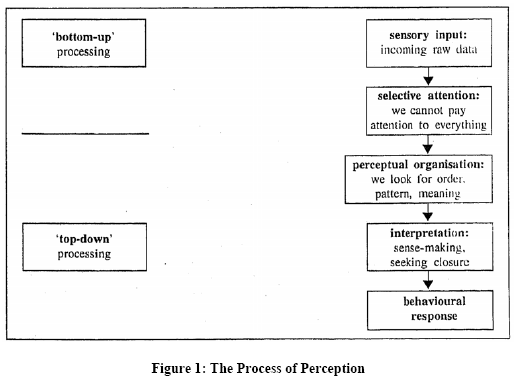 'bottom-up'
processing
sensory input:
incoming raw data
selective attention:
we cannot pay
attention to everything
perceptual organisation:
we look for order,
pattern, meaning
'top-down'
processing
interpretation:
sense-making,
seeking closure
behavioural
response
Figure 1: The Process of Perception